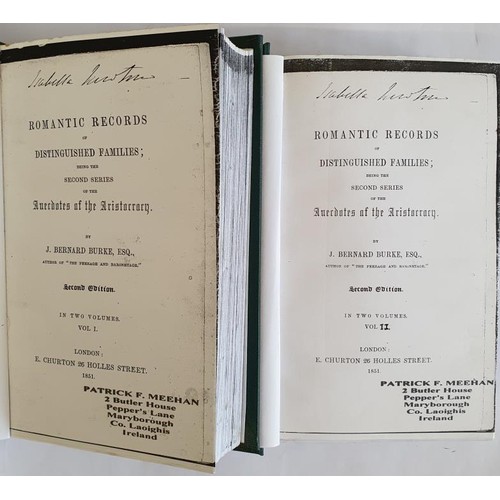 Isabella Newton
ROMANTIC RECORDS
OF
DISTINGUISHED FAMILIES;
BEING THE
SECOND SERIES
OF THE
Anecdotes of the Aristocracy.
BY
J. BERNARD BURKE, ESQ.,
AUTHOR OF "THE PEERAGE AND BARONETAGE."
Second Edition.
IN TWO VOLUMES.
VOL. I.
LONDON:
E. CHURTON 26 HOLLES STREET.
1851.
PATRICK F. MEEHAN
2 Butler House
Pepper's Lane
Maryborough
Co. Laoighis
Ireland
Isabella Newton
ROMANTIC RECORDS
OF
DISTINGUISHED FAMILIES;
BEING THE
SECOND SERIES
OF THE
Anecdotes of the Aristocracy.
BY
J. BERNARD BURKE, ESQ.,
AUTHOR OF "THE PEERAGE AND BARONETAGE."
Second Edition.
IN TWO VOLUMES.
VOL. II.
LONDON:
E. CHURTON 26 HOLLES STREET.
1851.
PATRICK F. MEEHAN
2 Butler House
Pepper's Lane
Maryborough
Co. Laoighis
Ireland